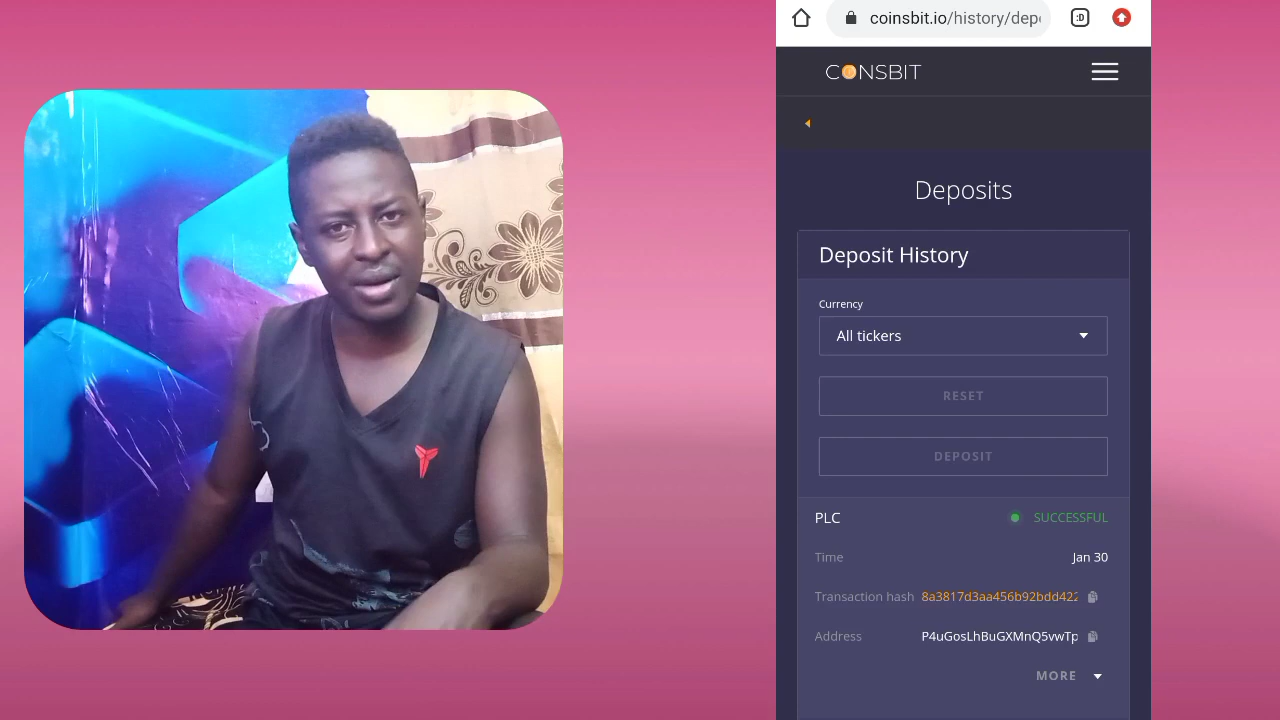 coinsbit.io/history/dep
:D
COINSBIT
Deposits
Deposit History
Currency
All tickers
RESET
DEPOSIT
PLC SUCCESSFUL
Time Jan 30
Transaction hash 8a3817d3aa456b92bdd422
Address P4uGosLhBuGXMnQ5vwTp
MORE